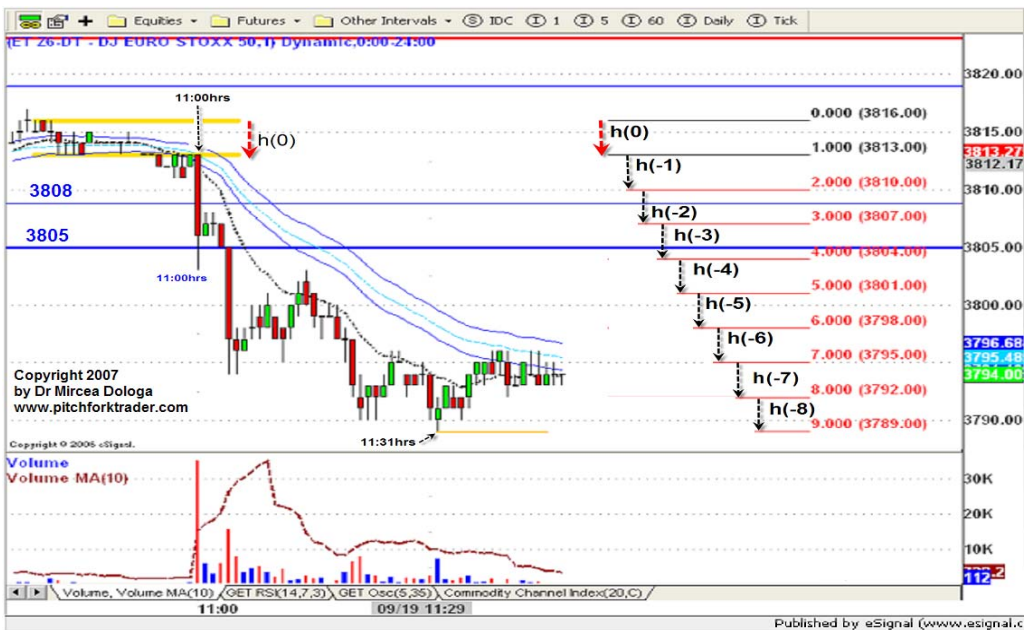 Equities Futures Other Intervals IDC 1 5 60 Daily Tick
(ET Z6-DT - DJ EURO STOXX 50,1) Dynamic,0:00-24:00
3820.00
11:00hrs
0.000 (3816.00)
h(0)
h(0)
3815.00
1.000 (3813.00)
3813.27
3812.17
h(-1)
2.000 (3810.00)
3810.00
3808
h(-2)
3.000 (3807.00)
3805
h(-3)
4.000 (3804.00)
3805.00
11:00hrs
h(-4)
5.000 (3801.00)
h(-5)
3800.00
6.000 (3798.00)
h(-6)
3796.68
7.000 (3795.00)
3795.48
Copyright 2007
by Dr Mircea Dologa
www.pitchforktrader.com
h(-7)
3794.00
8.000 (3792.00)
h(-8)
9.000 (3789.00)
3790.00
11:31hrs
Copyright © 2006 eSignal.
Volume
Volume MA(10)
30K
20K
10K
112
Volume, Volume MA(10) GET RSI(14,7,3) GET Osc(5,35) Commodity Channel Index(20,C)
11:00
09/19 11:29
Published by eSignal (www.esignal.c